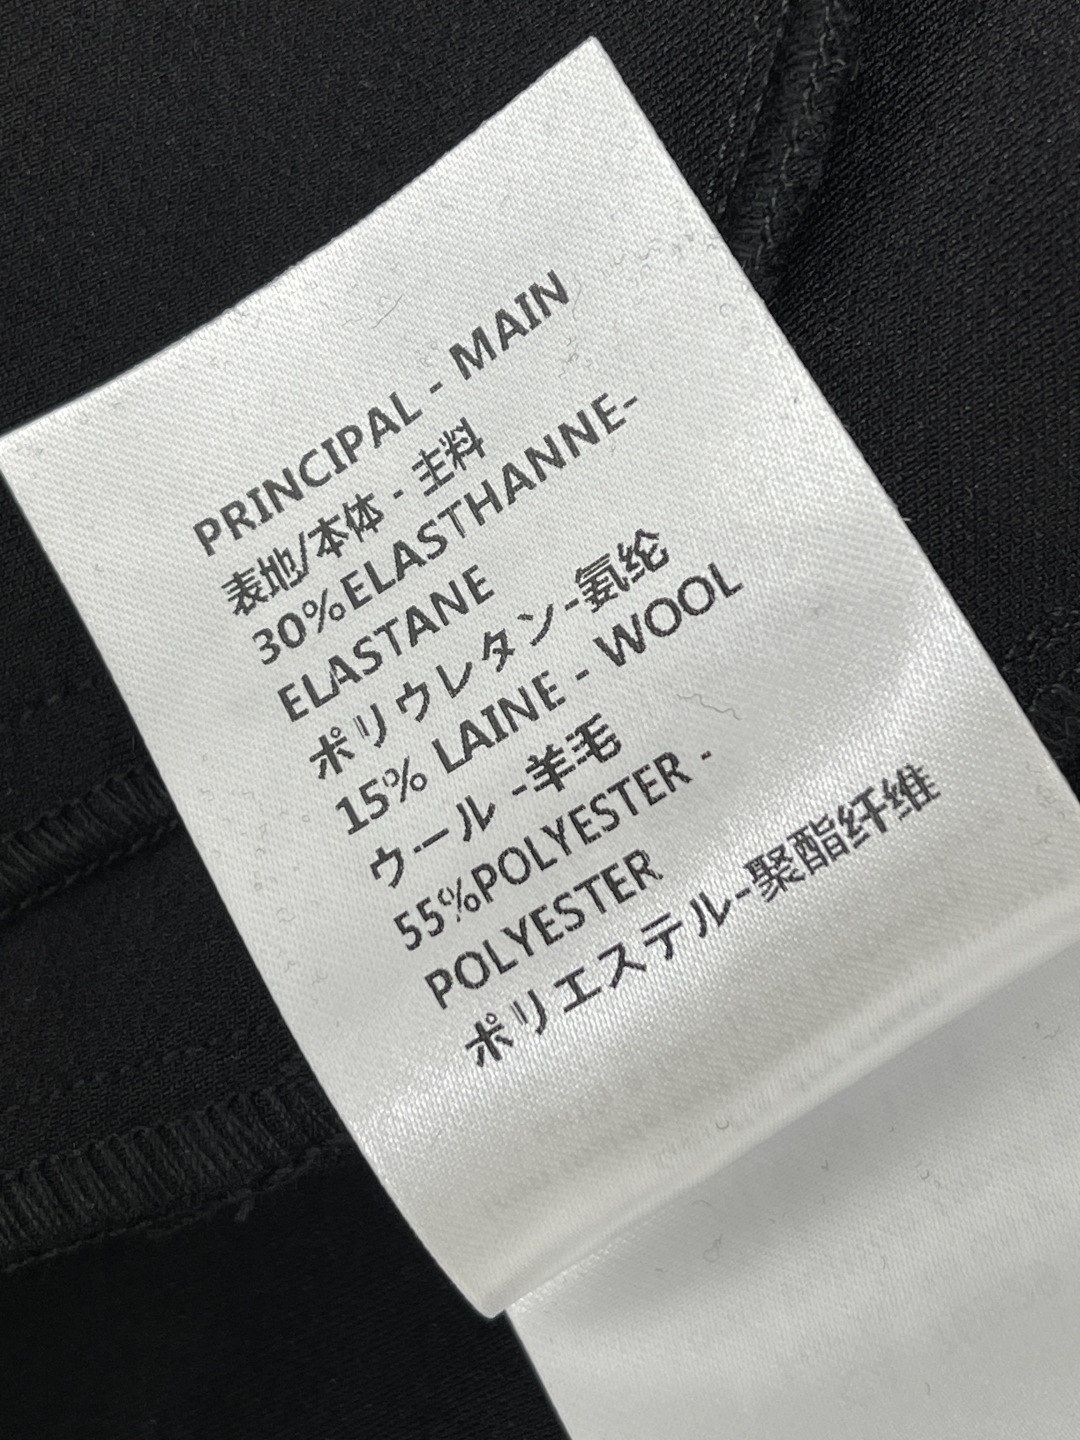 PRINCIPAL - MAIN
表地/本体 - 主料
30%ELASTHANNE-
ELASTANE
ポリウレタン-氨纶
15% LAINE - WOOL
ウール -羊毛
55%POLYESTER -
POLYESTER
ポリエステル-聚酯纤维